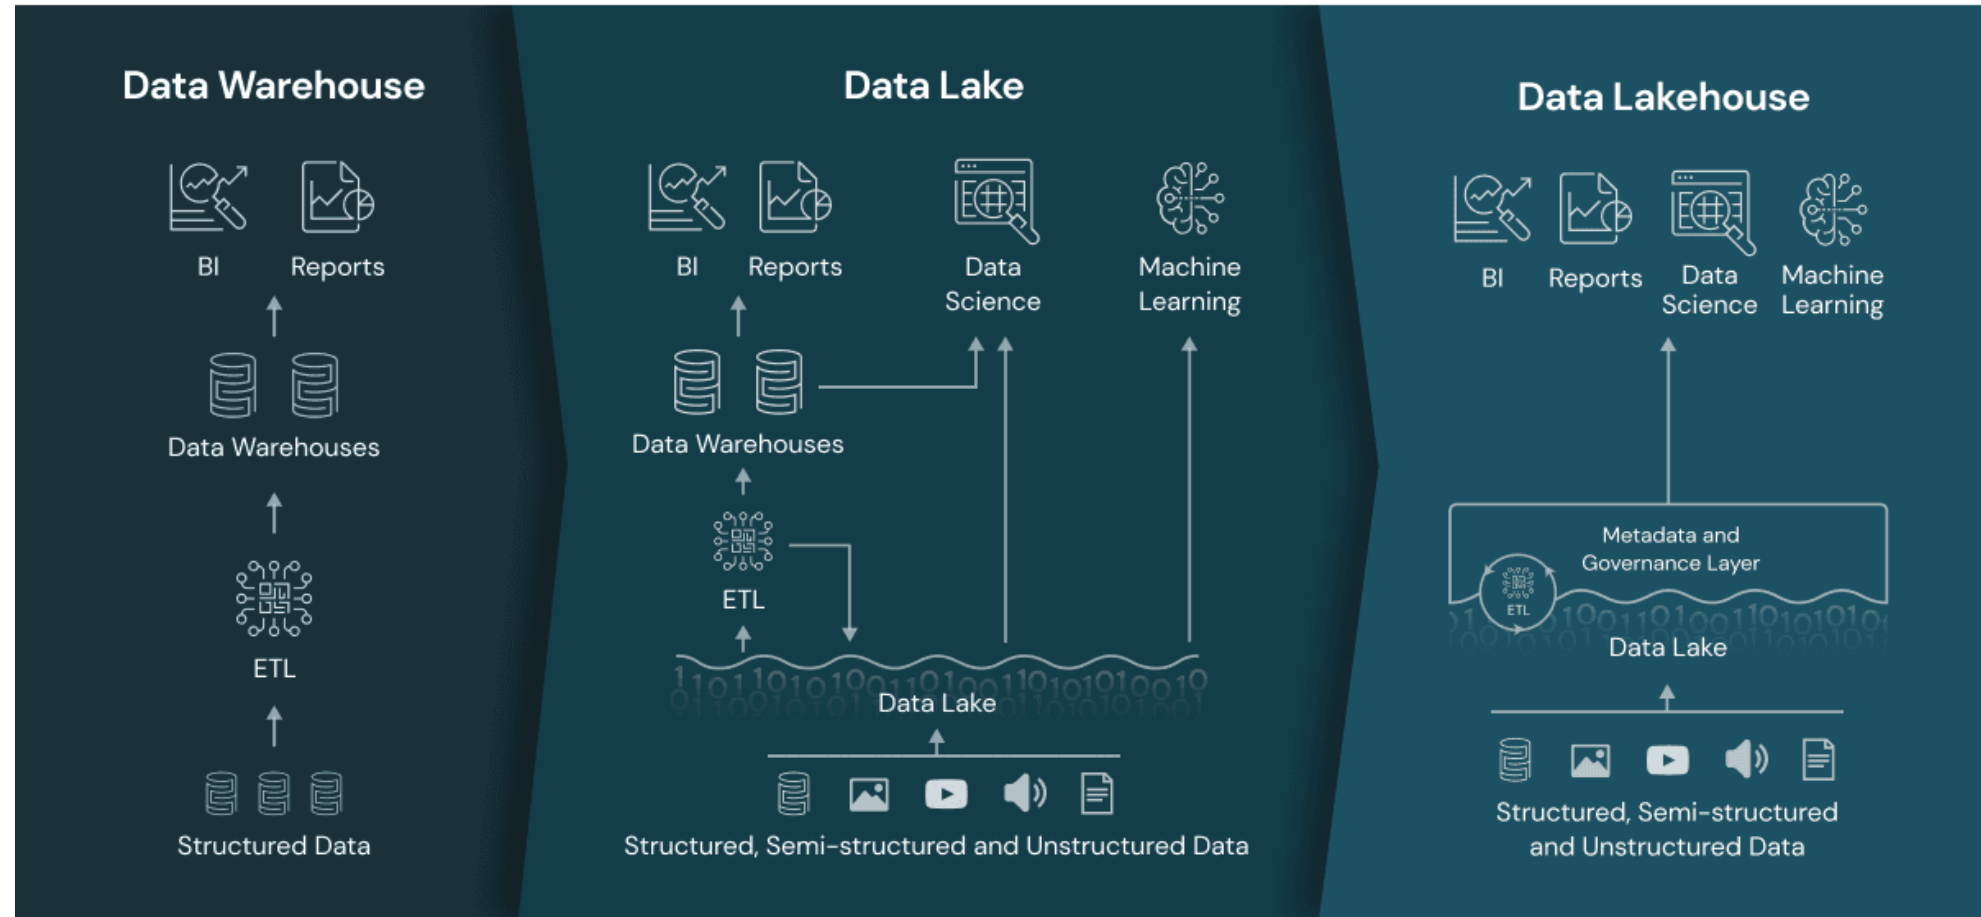 Data Warehouse
BI
Reports
Data Warehouses
ETL
Structured Data
Data Lake
BI
Reports
Data
Science
Machine
Learning
Data Warehouses
ETL
Data Lake
Structured, Semi-structured and Unstructured Data
Data Lakehouse
BI
Reports
Data
Science
Machine
Learning
Metadata and
Governance Layer
ETL
Data Lake
Structured, Semi-structured
and Unstructured Data